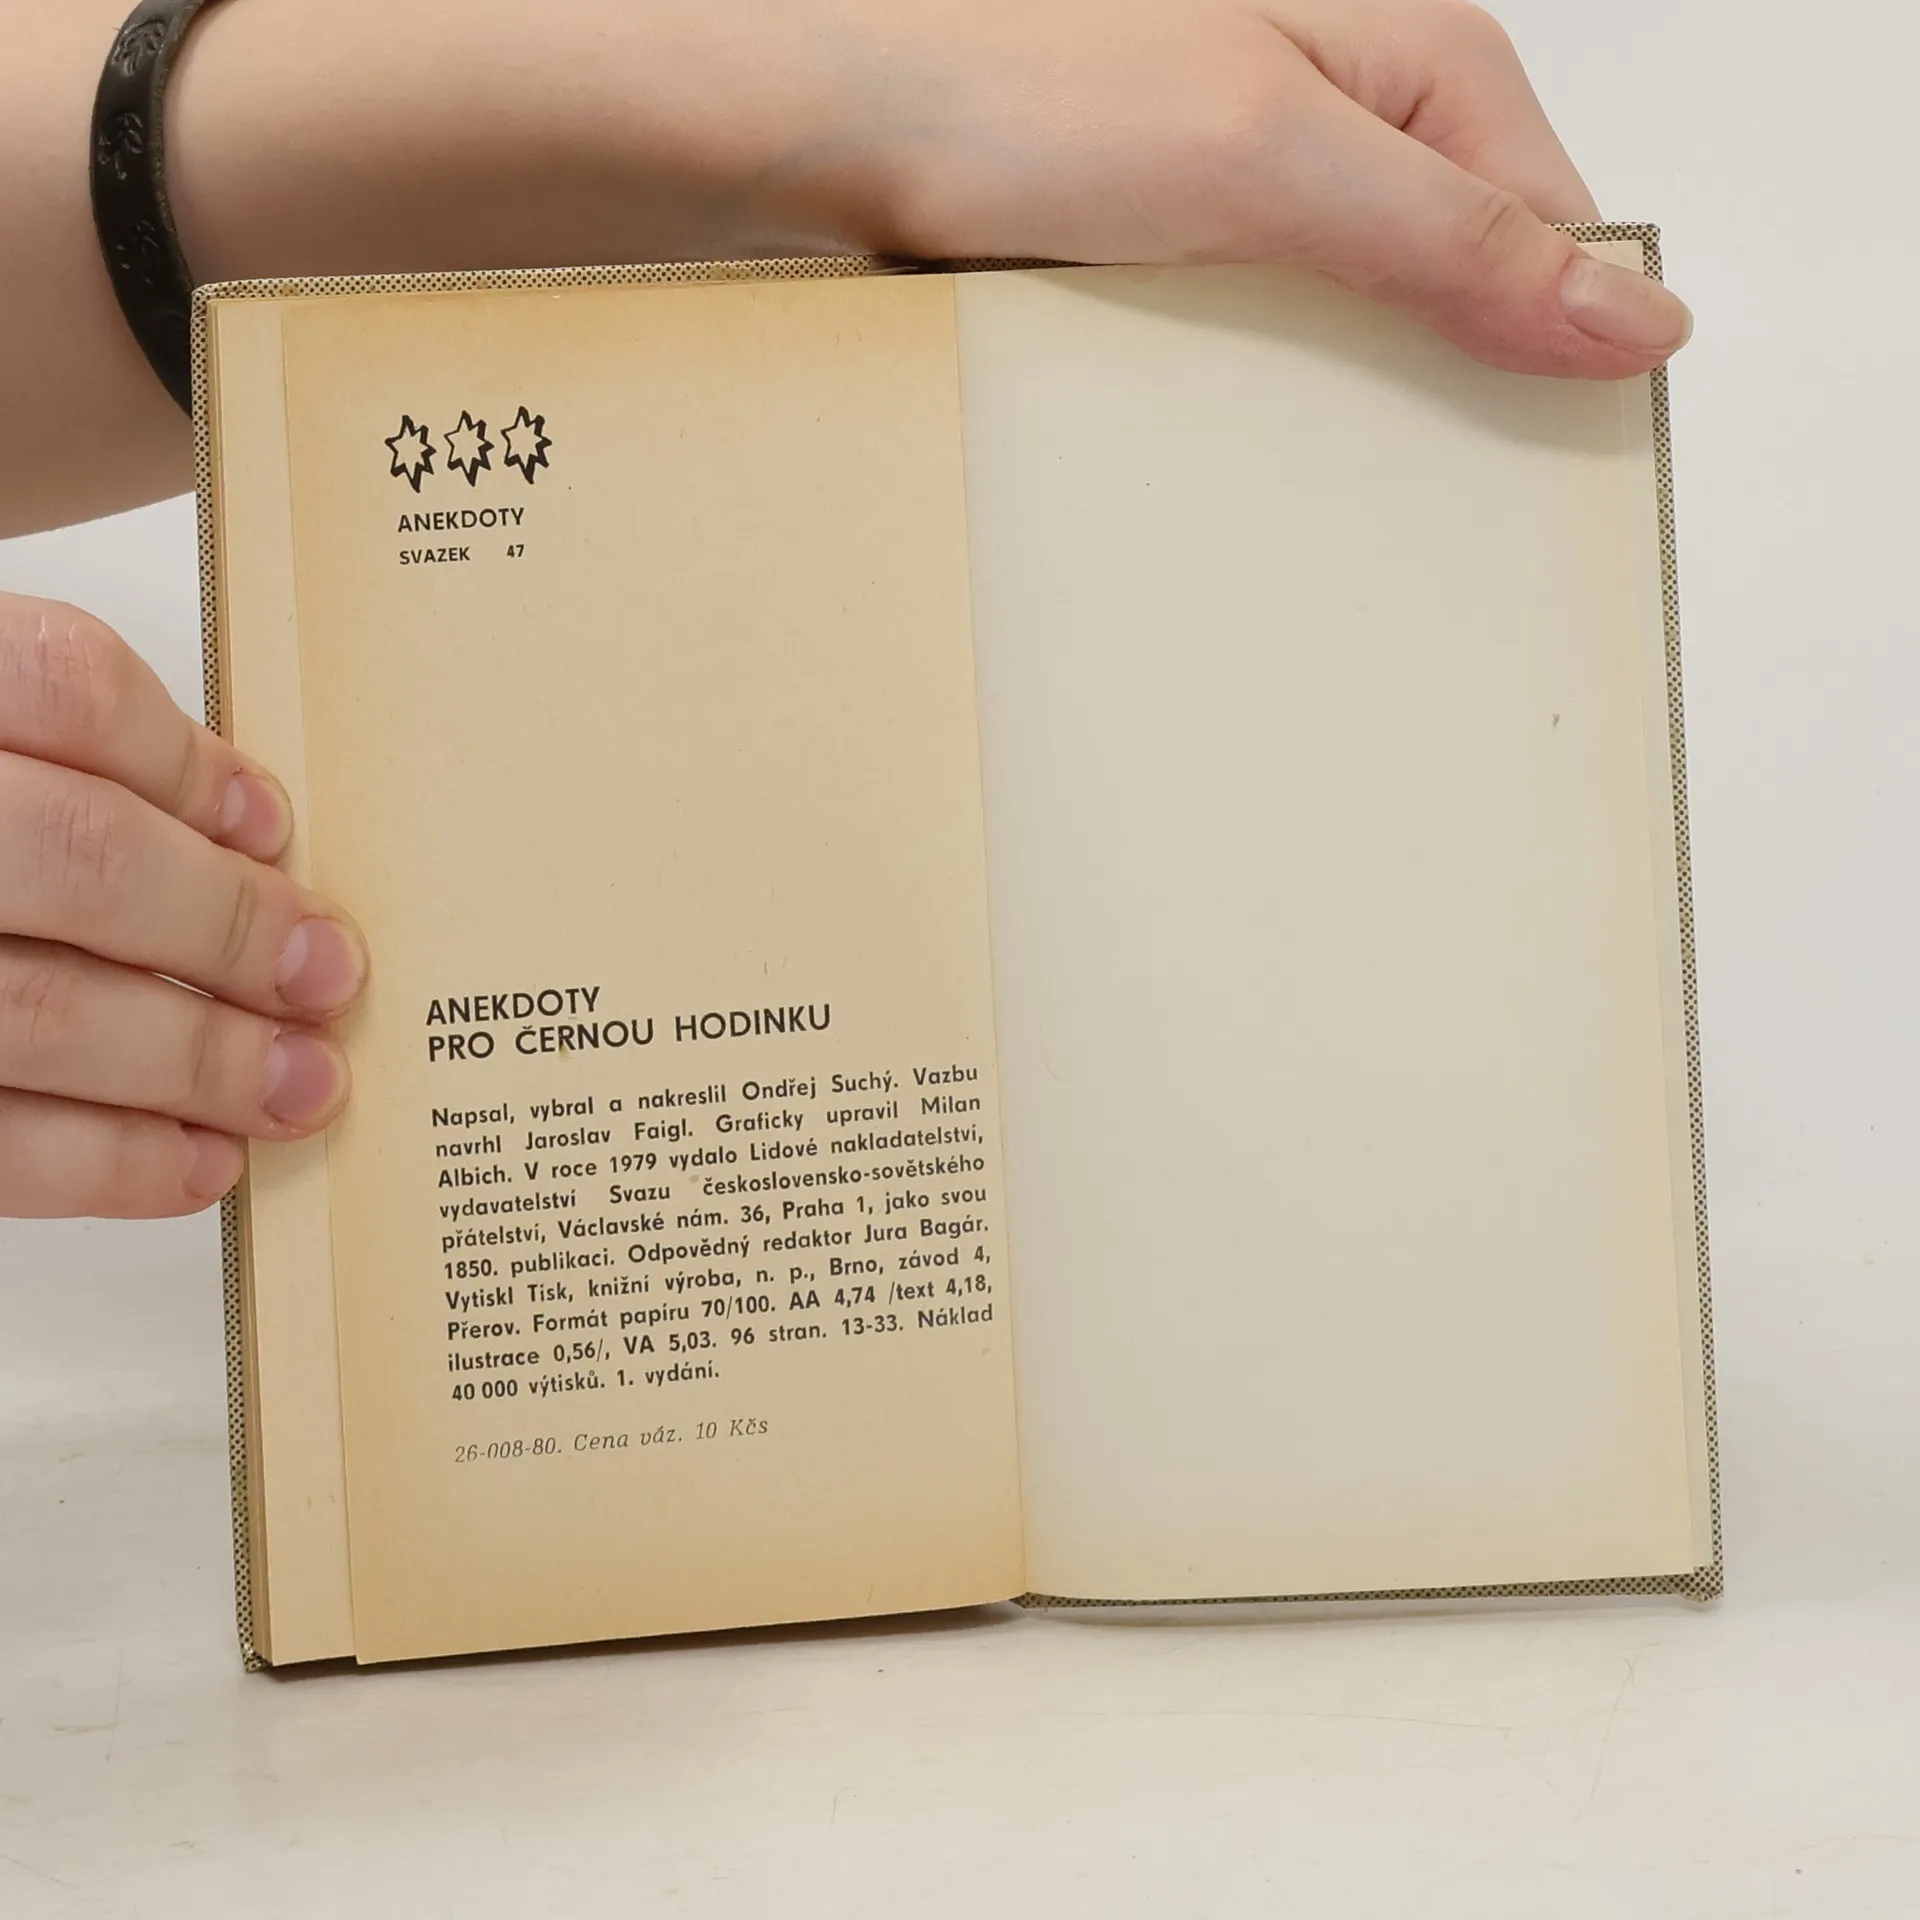 ANEKDOTY
SVAZEK 47
ANEKDOTY
PRO ČERNOU HODINKU
Napsal, vybral a nakreslil Ondřej Suchý. Vazbu
navrhl Jaroslav Faigl. Graficky upravil Milan
Albich. V roce 1979 vydalo Lidové nakladatelství,
vydavatelství Svazu československo-sovětského
přátelství, Václavské nám. 36, Praha 1, jako svou
1850. publikaci. Odpovědný redaktor Jura Bagár.
Vytiskl Tisk, knižní výroba, n. p., Brno, závod 4,
Přerov. Formát papíru 70/100. AA 4,74 /text 4,18,
ilustrace 0,56/, VA 5,03. 96 stran. 13-33. Náklad
40 000 výtisků. 1. vydání.
26-008-80. Cena váz. 10 Kčs